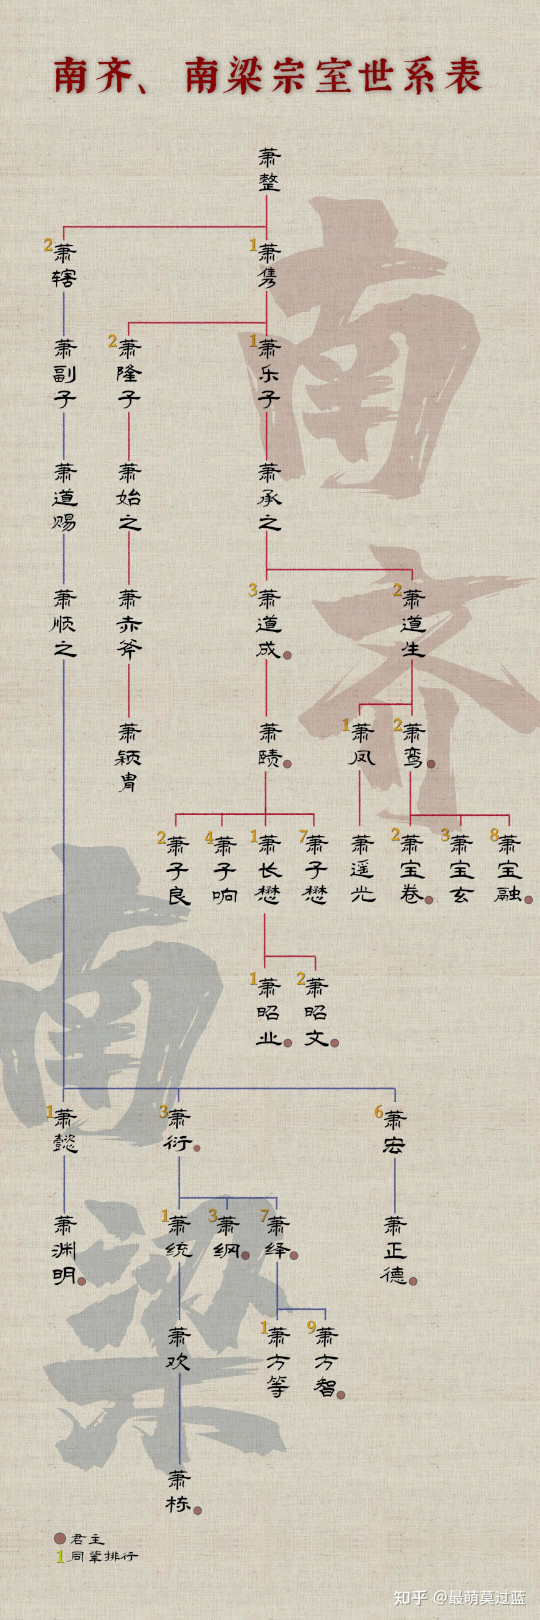 南齐、南梁宗室世系表
萧整
2萧辖
1萧隽
萧副子
2萧隆子
1萧乐子
萧道赐
萧始之
萧承之
萧顺之
萧赤斧
3萧道成
2萧道生
萧颖胄
萧赜
1萧凤
2萧鸾
2萧子良
4萧子响
1萧长懋
7萧子懋
萧遥光
2萧宝卷
3萧宝玄
8萧宝融
1萧昭业
2萧昭文
1萧懿
3萧衍
6萧宏
萧渊明
1萧统
3萧纲
7萧绎
萧正德
萧欢
1萧方等
9萧方智
萧栋
君主
1同辈排行
南齐
南梁
知乎 @最萌莫过蓝